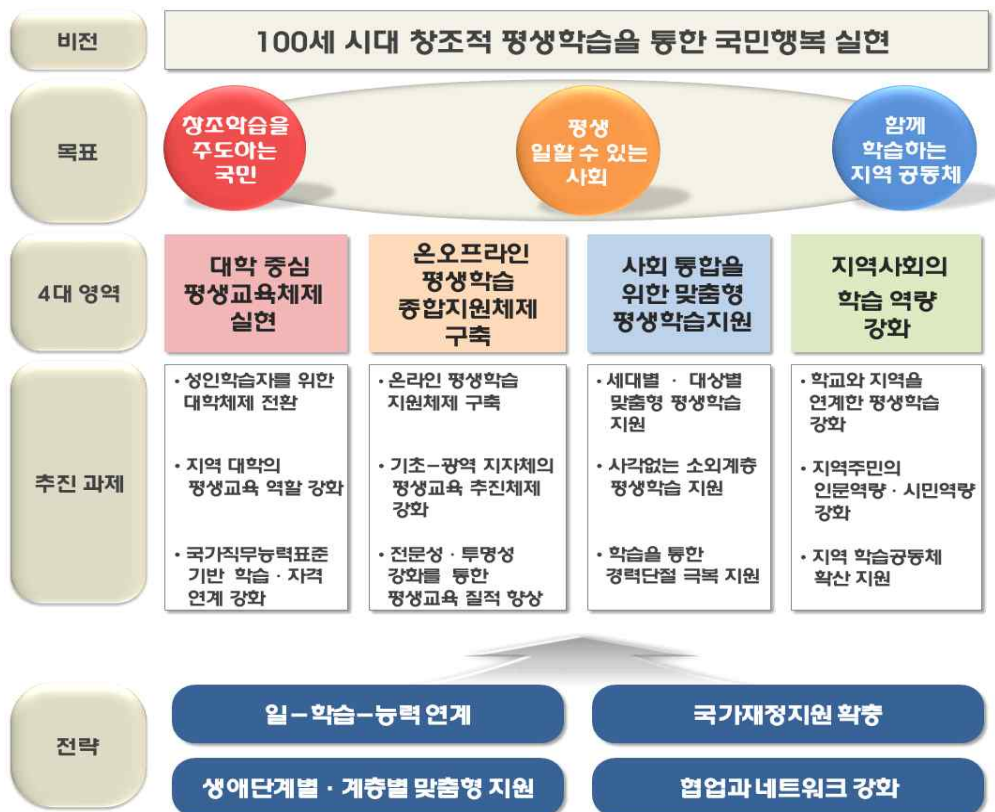 비전
100세 시대 창조적 평생학습을 통한 국민행복 실현
목표
창조학습을
주도하는
국민
평생
일할 수 있는
사회
함께
학습하는
지역 공동체
4대 영역
대학 중심
평생교육체제
실현
온오프라인
평생학습
종합지원체제
구축
사회 통합을
위한 맞춤형
평생학습지원
지역사회의
학습 역량
강화
추진 과제
· 성인학습자를 위한
대학체제 전환
· 지역 대학의
평생교육 역할 강화
· 국가직무능력표준
기반 학습 · 자격
연계 강화
· 온라인 평생학습
지원체제 구축
· 기초-광역 지자체의
평생교육 추진체제
강화
· 전문성 · 투명성
강화를 통한
평생교육 질적 향상
· 세대별 · 대상별
맞춤형 평생학습
지원
· 사각없는 소외계층
평생학습 지원
· 학습을 통한
경력단절 극복 지원
· 학교와 지역을
연계한 평생학습
강화
· 지역주민의
인문역량 · 시민역량
강화
· 지역 학습공동체
확산 지원
전략
일-학습-능력 연계
국가재정지원 확충
생애단계별 · 계층별 맞춤형 지원
협업과 네트워크 강화